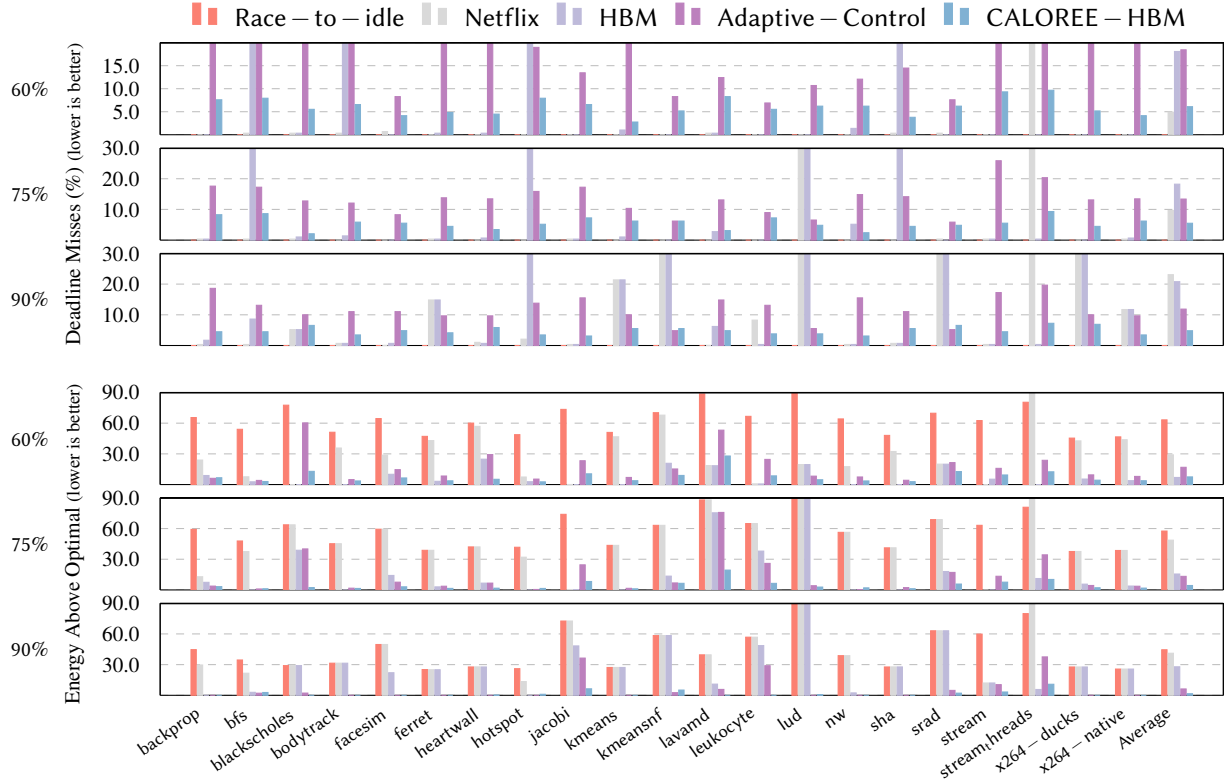 Race – to – idle Netflix HBM Adaptive – Control CALOREE – HBM
Deadline Misses (%) (lower is better)
60%
15.0
10.0
5.0
75%
30.0
20.0
10.0
90%
30.0
20.0
10.0
Energy Above Optimal (lower is better)
60%
90.0
60.0
30.0
75%
90.0
60.0
30.0
90%
90.0
60.0
30.0
backprop
bfs
blackscholes
bodytrack
facesim
ferret
heartwall
hotspot
jacobi
kmeans
kmeansnf
lavamd
leukocyte
lud
nw
sha
srad
stream
streamthreads
x264 – ducks
x264 – native
Average